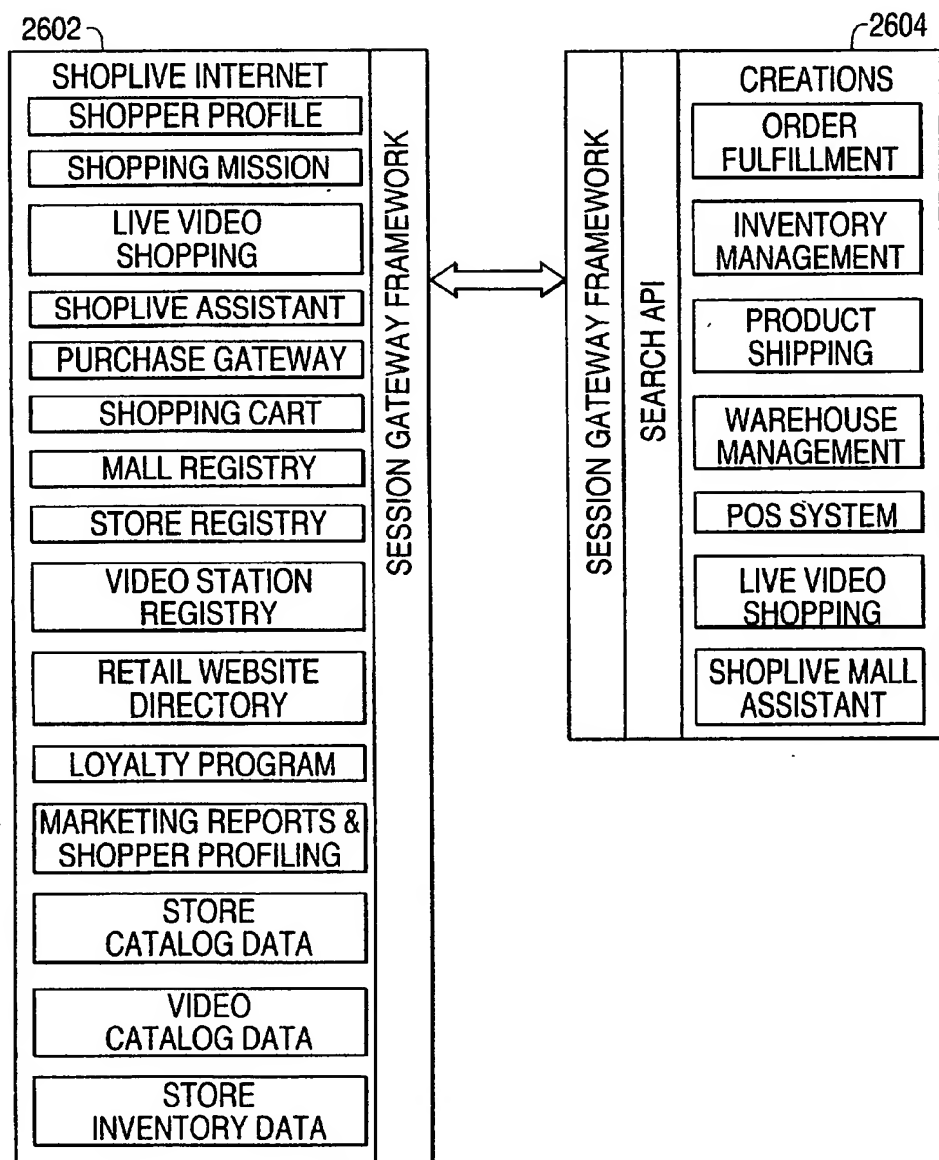 2602
SHOPLIVE INTERNET
SHOPPER PROFILE
SHOPPING MISSION
LIVE VIDEO
SHOPPING
SHOPLIVE ASSISTANT
PURCHASE GATEWAY
SHOPPING CART
MALL REGISTRY
STORE REGISTRY
VIDEO STATION
REGISTRY
RETAIL WEBSITE
DIRECTORY
LOYALTY PROGRAM
MARKETING REPORTS &
SHOPPER PROFILING
STORE
CATALOG DATA
VIDEO
CATALOG DATA
STORE
INVENTORY DATA
SESSION GATEWAY FRAMEWORK
2604
SESSION GATEWAY FRAMEWORK
SEARCH API
CREATIONS
ORDER
FULFILLMENT
INVENTORY
MANAGEMENT
PRODUCT
SHIPPING
WAREHOUSE
MANAGEMENT
POS SYSTEM
LIVE VIDEO
SHOPPING
SHOPLIVE MALL
ASSISTANT